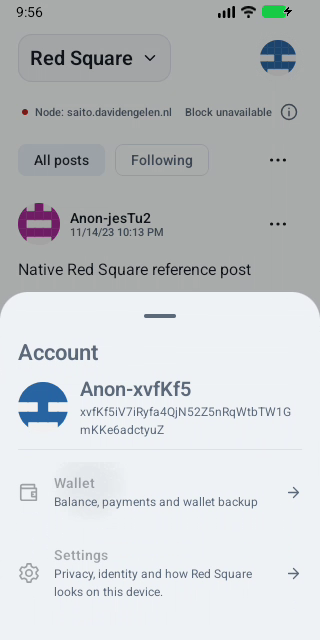 9:56
Red Square
Node: saito.davidengelen.nl Block unavailable
All posts Following
Anon-jesTu2
11/14/23 10:13 PM
Native Red Square reference post
Account
Anon-xvfKf5
xvfKf5iV7iRyfa4QjN52Z5nRqWtbTW1G
mKKe6adctyuZ
Wallet
Balance, payments and wallet backup
Settings
Privacy, identity and how Red Square
looks on this device.